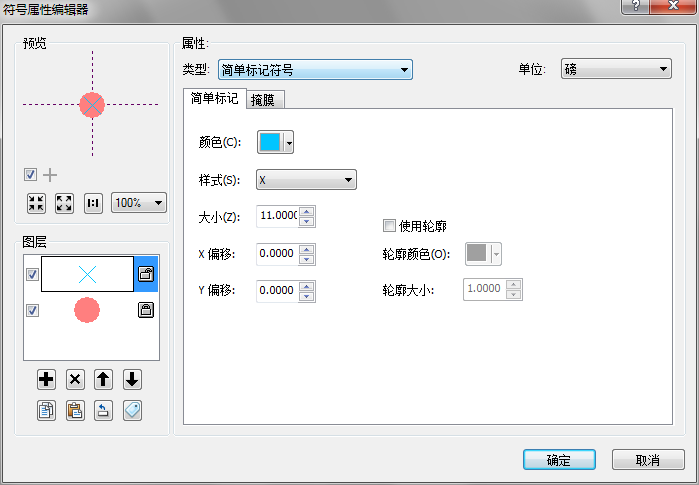 符号属性编辑器
预览
100%
图层
属性:
类型: 简单标记符号 单位: 磅
简单标记 掩膜
颜色(C):
样式(S): X
大小(Z): 11.0000
使用轮廓
X 偏移: 0.0000 轮廓颜色(O):
Y 偏移: 0.0000 轮廓大小: 1.0000
确定 取消